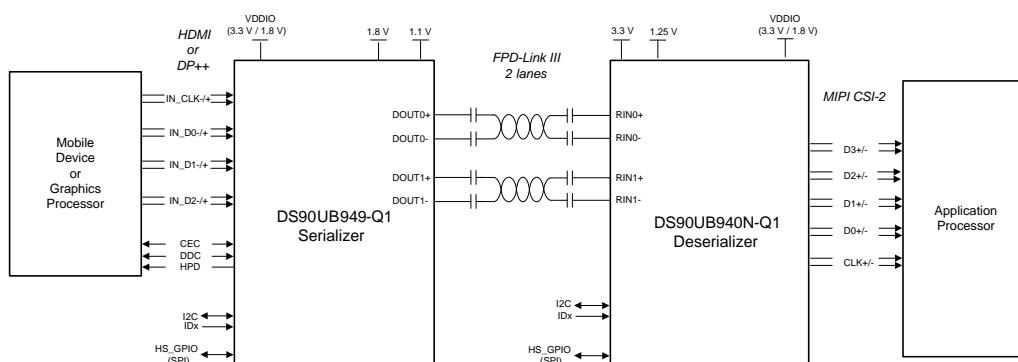 HDMI
or
DP++
VDDIO
(3.3 V / 1.8 V)
1.8 V
1.1 V
FPD-Link III
2 lanes
3.3 V
1.25 V
VDDIO
(3.3 V / 1.8 V)
MIPI CSI-2
Mobile
Device
or
Graphics
Processor
IN_CLK-/+
IN_D0-/+
IN_D1-/+
IN_D2-/+
CEC
DDC
HPD
I2C
IDx
HS_GPIO
(SPI)
DS90UB949-Q1
Serializer
DOUT0+
DOUT0-
DOUT1+
DOUT1-
RIN0+
RIN0-
RIN1+
RIN1-
DS90UB940N-Q1
Deserializer
I2C
IDx
HS_GPIO
(SPI)
D3+/-
D2+/-
D1+/-
D0+/-
CLK+/-
Application
Processor